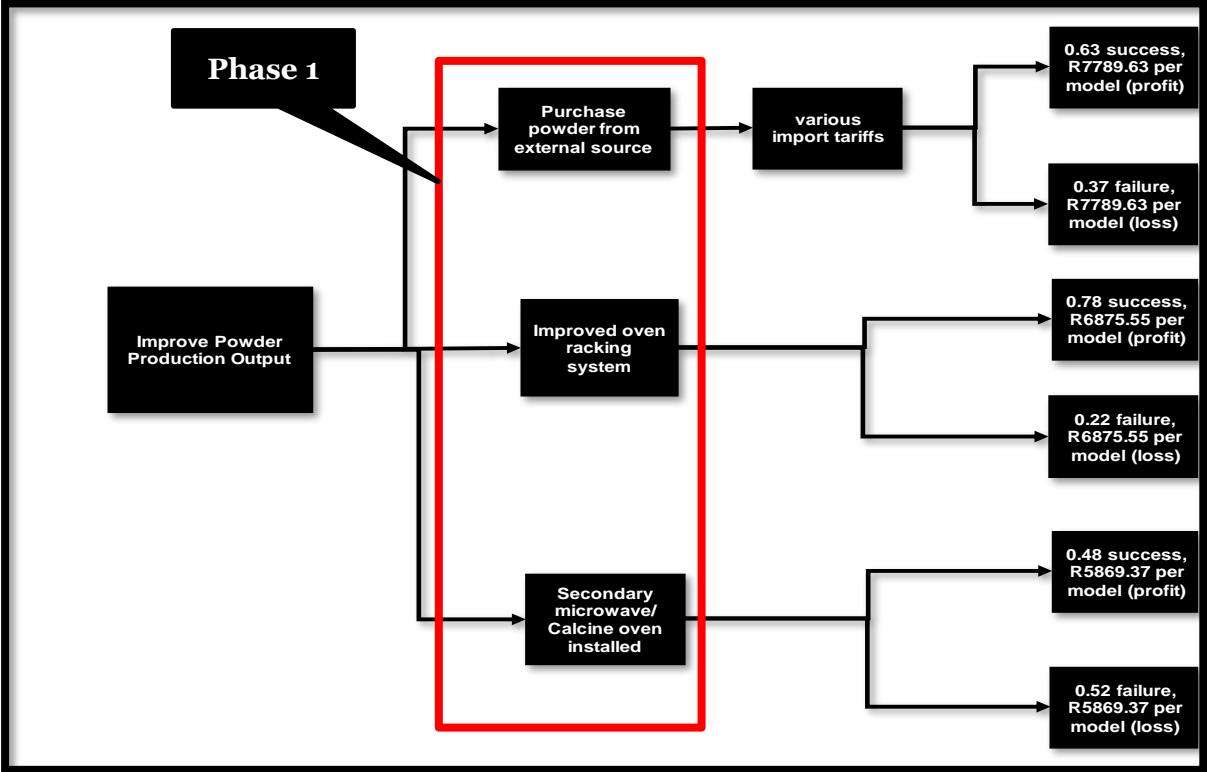 Phase 1
Purchase
powder from
external source
various
import tariffs
0.63 success,
R7789.63 per
model (profit)
0.37 failure,
R7789.63 per
model (loss)
Improve Powder
Production Output
Improved oven
racking
system
0.78 success,
R6875.55 per
model (profit)
0.22 failure,
R6875.55 per
model (loss)
Secondary
microwave/
Calcine oven
installed
0.48 success,
R5869.37 per
model (profit)
0.52 failure,
R5869.37 per
model (loss)